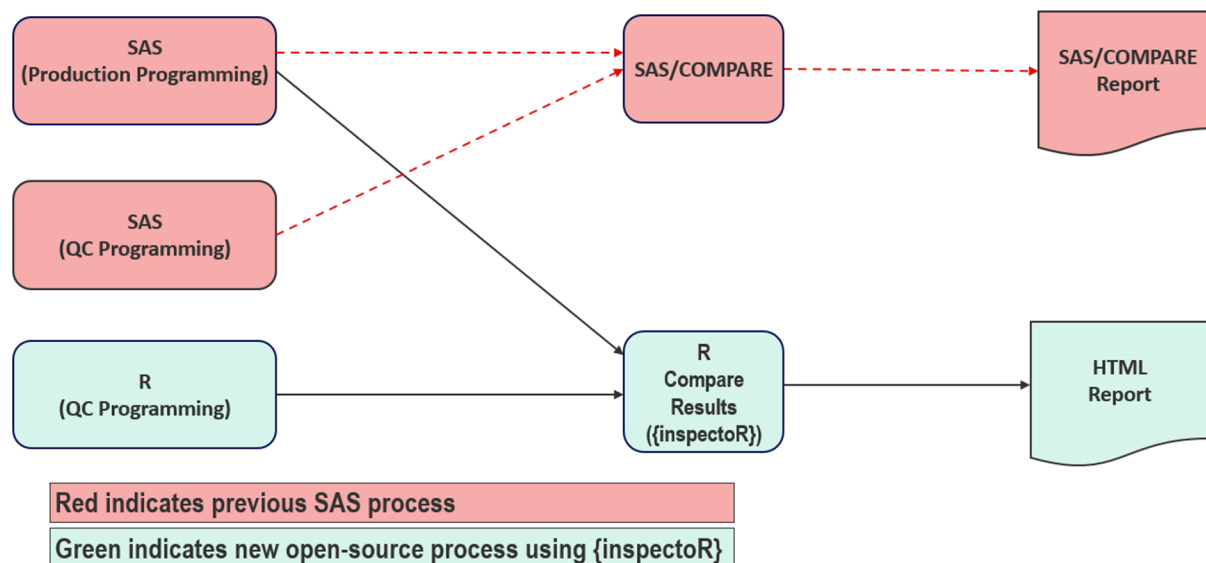 SAS
(Production Programming)
SAS/COMPARE
SAS/COMPARE
Report
SAS
(QC Programming)
R
(QC Programming)
R
Compare
Results
({inspectoR})
HTML
Report
Red indicates previous SAS process
Green indicates new open-source process using {inspectoR}